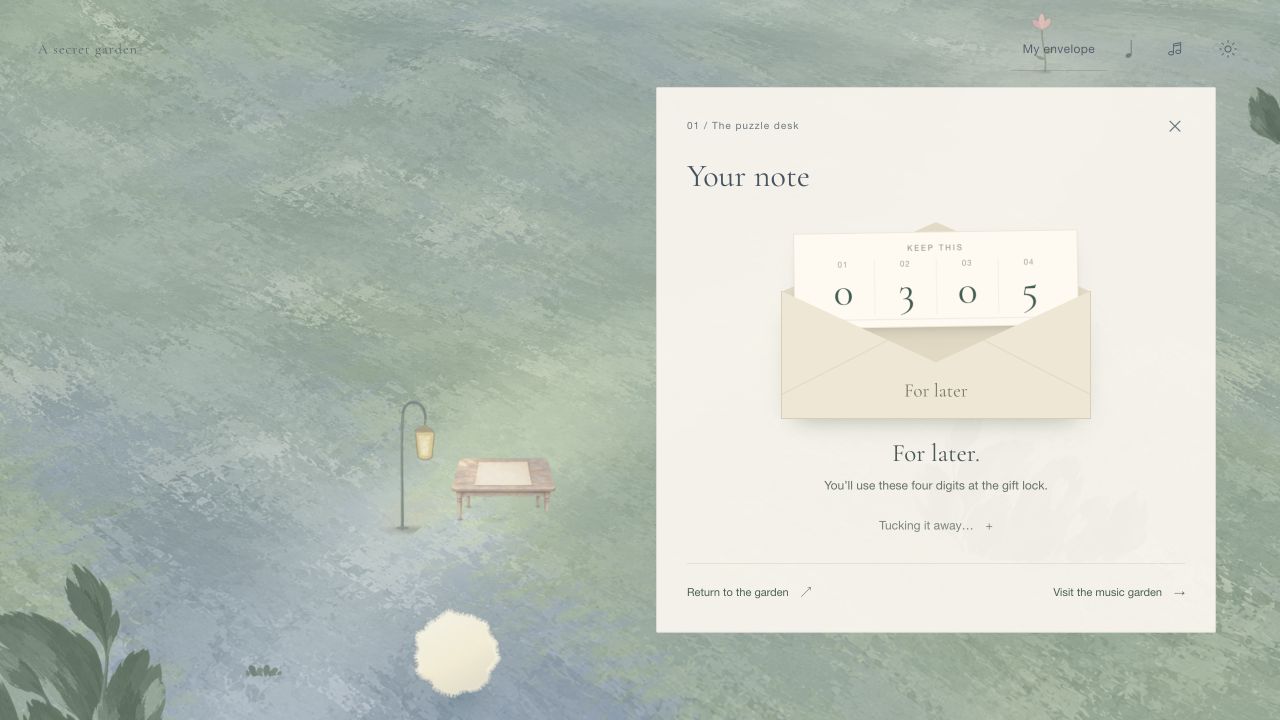 A secret garden
My envelope
01 / The puzzle desk
Your note
KEEP THIS
01 02 03 04
0 3 0 5
For later
For later.
You'll use these four digits at the gift lock.
Tucking it away… +
Return to the garden ↗
Visit the music garden →